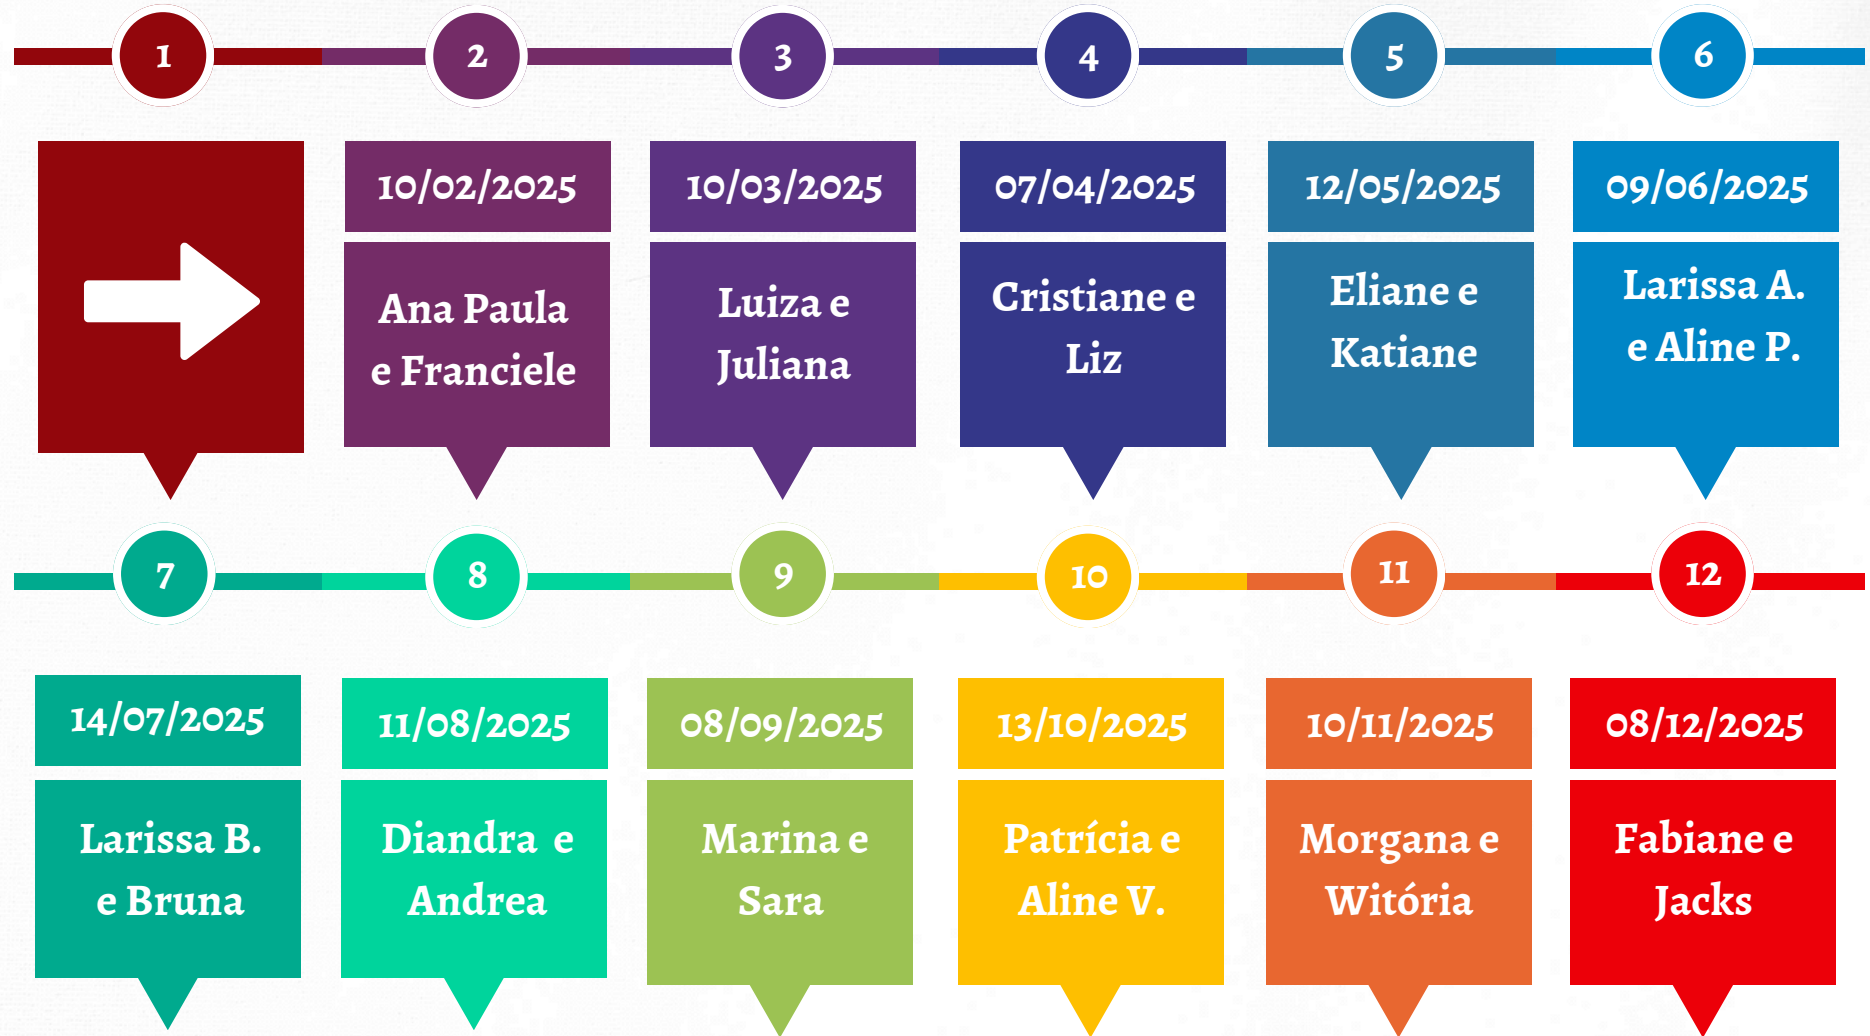 1
2
3
4
5
6
10/02/2025
10/03/2025
07/04/2025
12/05/2025
09/06/2025
Ana Paula
e Franciele
Luiza e
Juliana
Cristiane e
Liz
Eliane e
Katiane
Larissa A.
e Aline P.
7
8
9
10
11
12
14/07/2025
11/08/2025
08/09/2025
13/10/2025
10/11/2025
08/12/2025
Larissa B.
e Bruna
Diandra e
Andrea
Marina e
Sara
Patrícia e
Aline V.
Morgana e
Witória
Fabiane e
Jacks